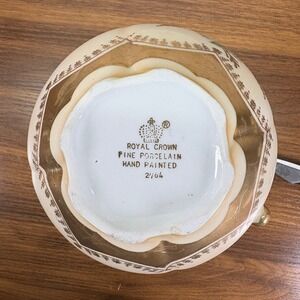 ROYAL CROWN
FINE PORCELAIN
HAND PAINTED
2764